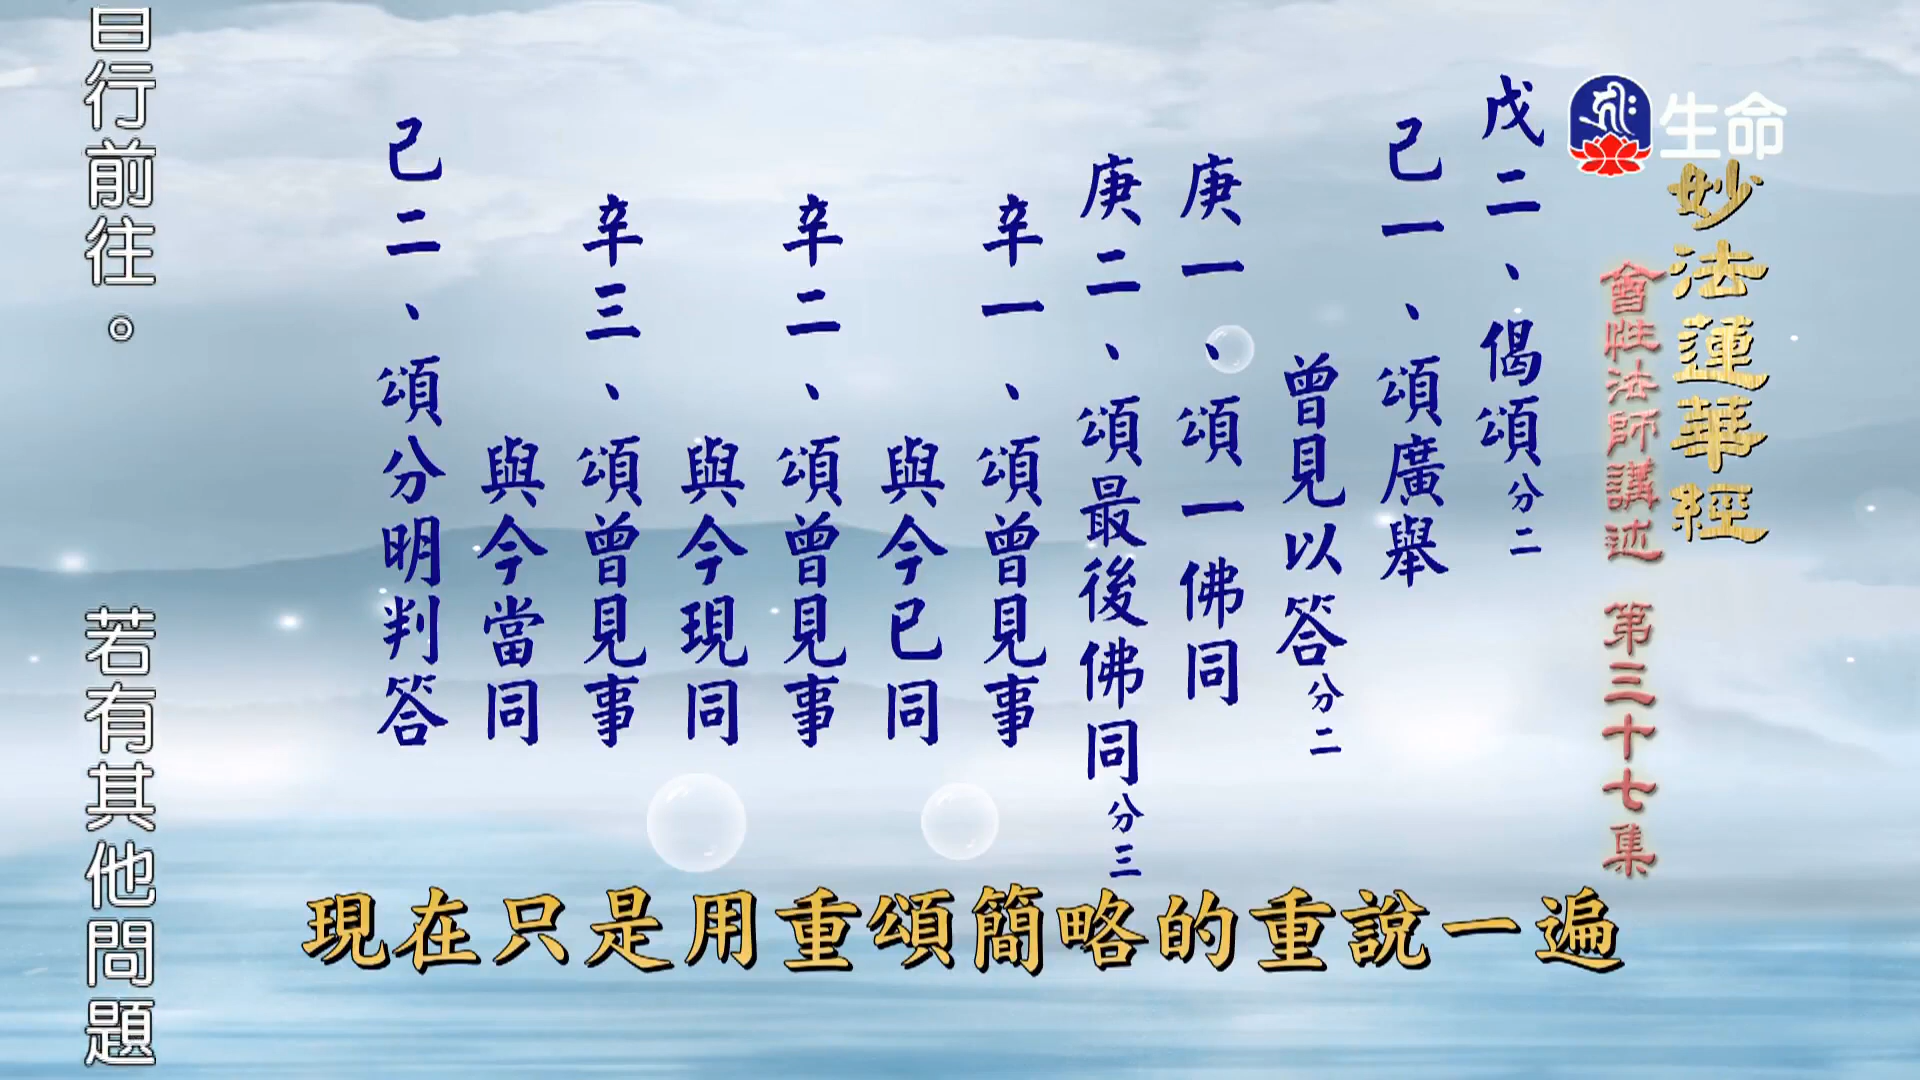 生命
妙法蓮華經
會性法師講述 第三十七集
戊二、偈頌分二
己一、頌廣舉
曾見以答分二
庚一、頌一佛同
庚二、頌最後佛同分三
辛一、頌曾見事
與今已同
辛二、頌曾見事
與今現同
辛三、頌曾見事
與今當同
己二、頌分明判答
行前往。 若有其他問題
現在只是用重頌簡略的重說一遍